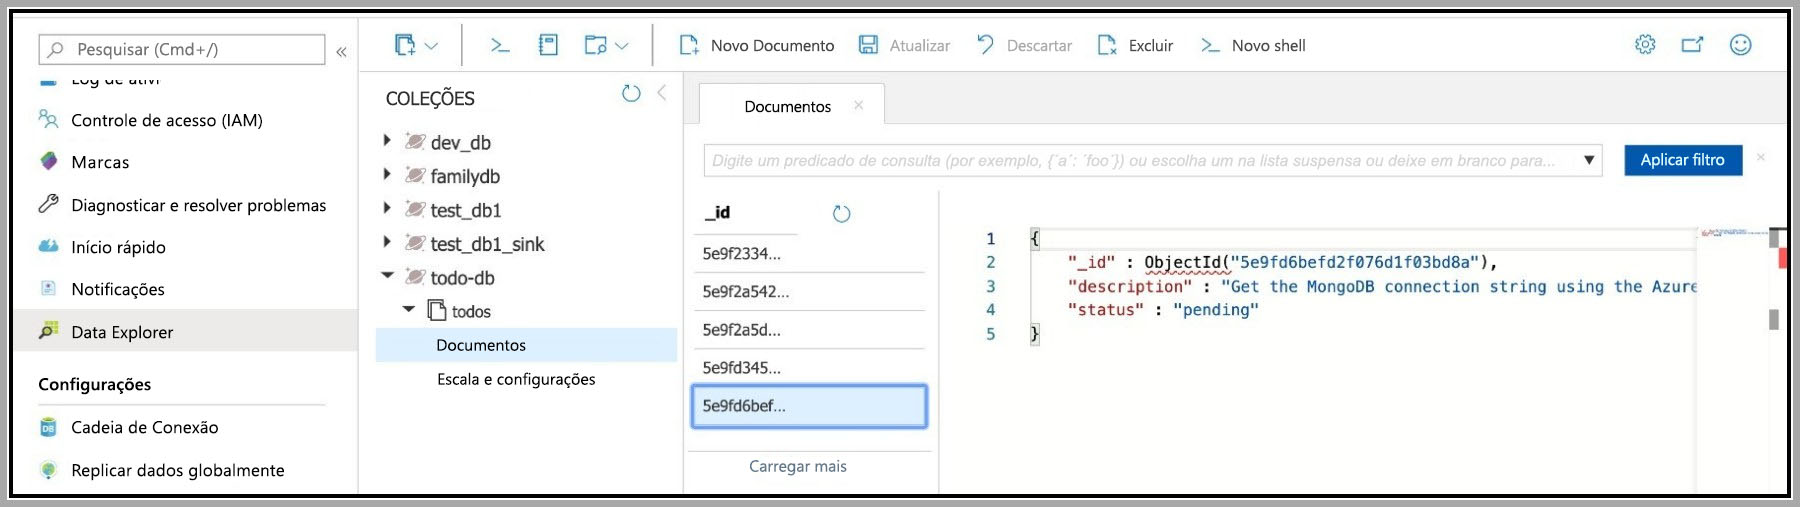 Pesquisar (Cmd+/)
«
Log de ativi
Controle de acesso (IAM)
Marcas
Diagnosticar e resolver problemas
Início rápido
Notificações
Data Explorer
Configurações
Cadeia de Conexão
Replicar dados globalmente
Novo Documento
Atualizar
Descartar
Excluir
Novo shell
COLEÇÕES
dev_db
familydb
test_db1
test_db1_sink
todo-db
todos
Documentos
Escala e configurações
Documentos
Digite um predicado de consulta (por exemplo, {´a´: ´foo´}) ou escolha um na lista suspensa ou deixe em branco para...
Aplicar filtro
_id
5e9f2334...
5e9f2a542...
5e9f2a5d...
5e9fd345...
5e9fd6bef...
Carregar mais
1 {
2 "_id" : ObjectId("5e9fd6befd2f076d1f03bd8a"),
3 "description" : "Get the MongoDB connection string using the Azure
4 "status" : "pending"
5 }